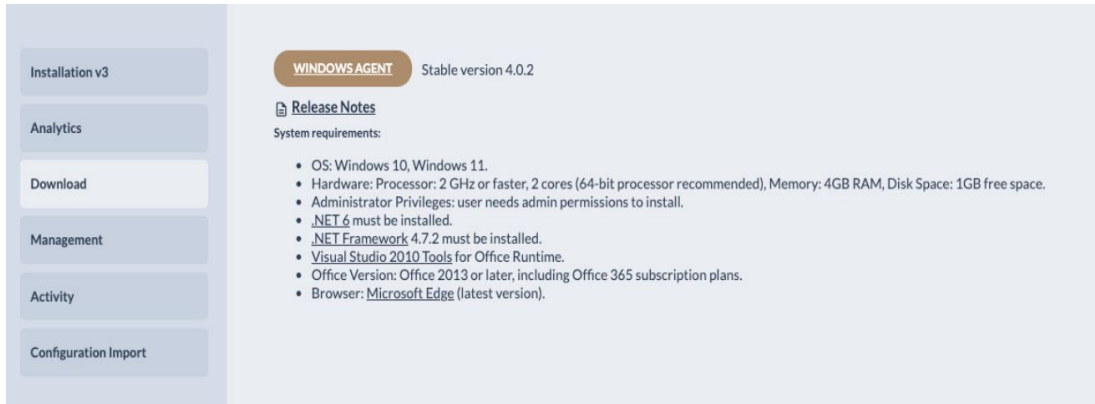 Installation v3
Analytics
Download
Management
Activity
Configuration Import
WINDOWS AGENT Stable version 4.0.2
Release Notes
System requirements:
• OS: Windows 10, Windows 11.
• Hardware: Processor: 2 GHz or faster, 2 cores (64-bit processor recommended), Memory: 4GB RAM, Disk Space: 1GB free space.
• Administrator Privileges: user needs admin permissions to install.
• .NET 6 must be installed.
• .NET Framework 4.7.2 must be installed.
• Visual Studio 2010 Tools for Office Runtime.
• Office Version: Office 2013 or later, including Office 365 subscription plans.
• Browser: Microsoft Edge (latest version).